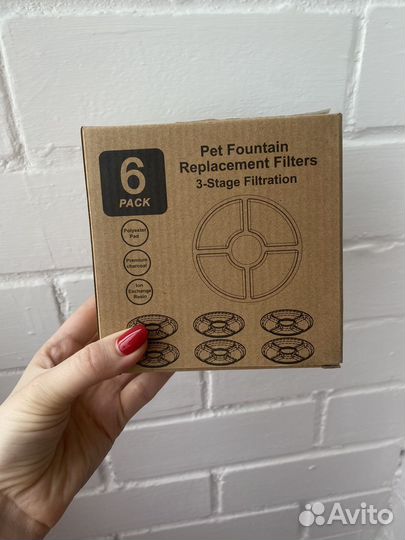 6
PACK
Pet Fountain
Replacement Filters
3-Stage Filtration
Polyester
Pad
Premium
charcoal
Ion
Exchange
Resin
Avito